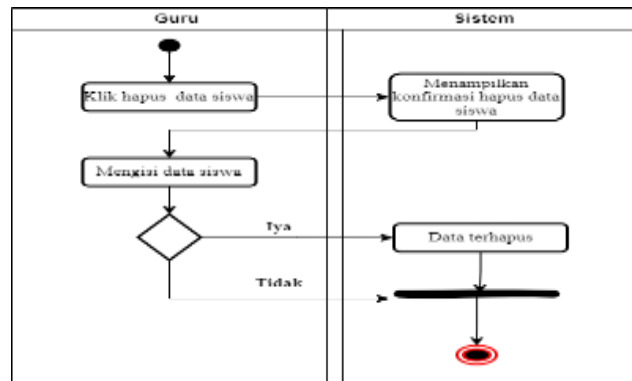 Guru
Sistem
Klik hapus data siswa
Menampilkan
konfirmasi hapus data
siswa
Mengisi data siswa
Iya
Data terhapus
Tidak